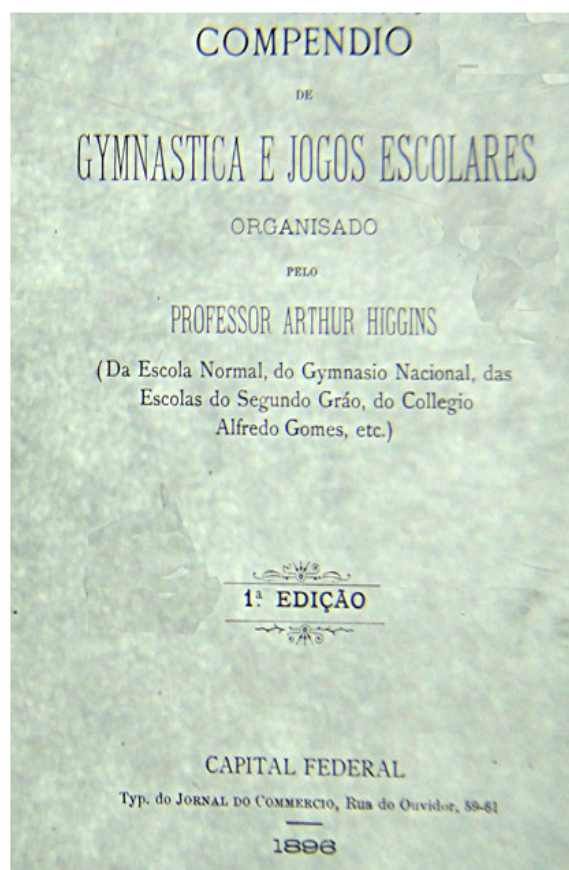 COMPENDIO
DE
GYMNASTICA E JOGOS ESCOLARES
ORGANISADO
PELO
PROFESSOR ARTHUR HIGGINS
(Da Escola Normal, do Gymnasio Nacional, das
Escolas do Segundo Gráo, do Collegio
Alfredo Gomes, etc.)
1ª EDIÇÃO
CAPITAL FEDERAL
Typ. do JORNAL DO COMMERCIO, Rua do Ouvidor, 59-61
1896